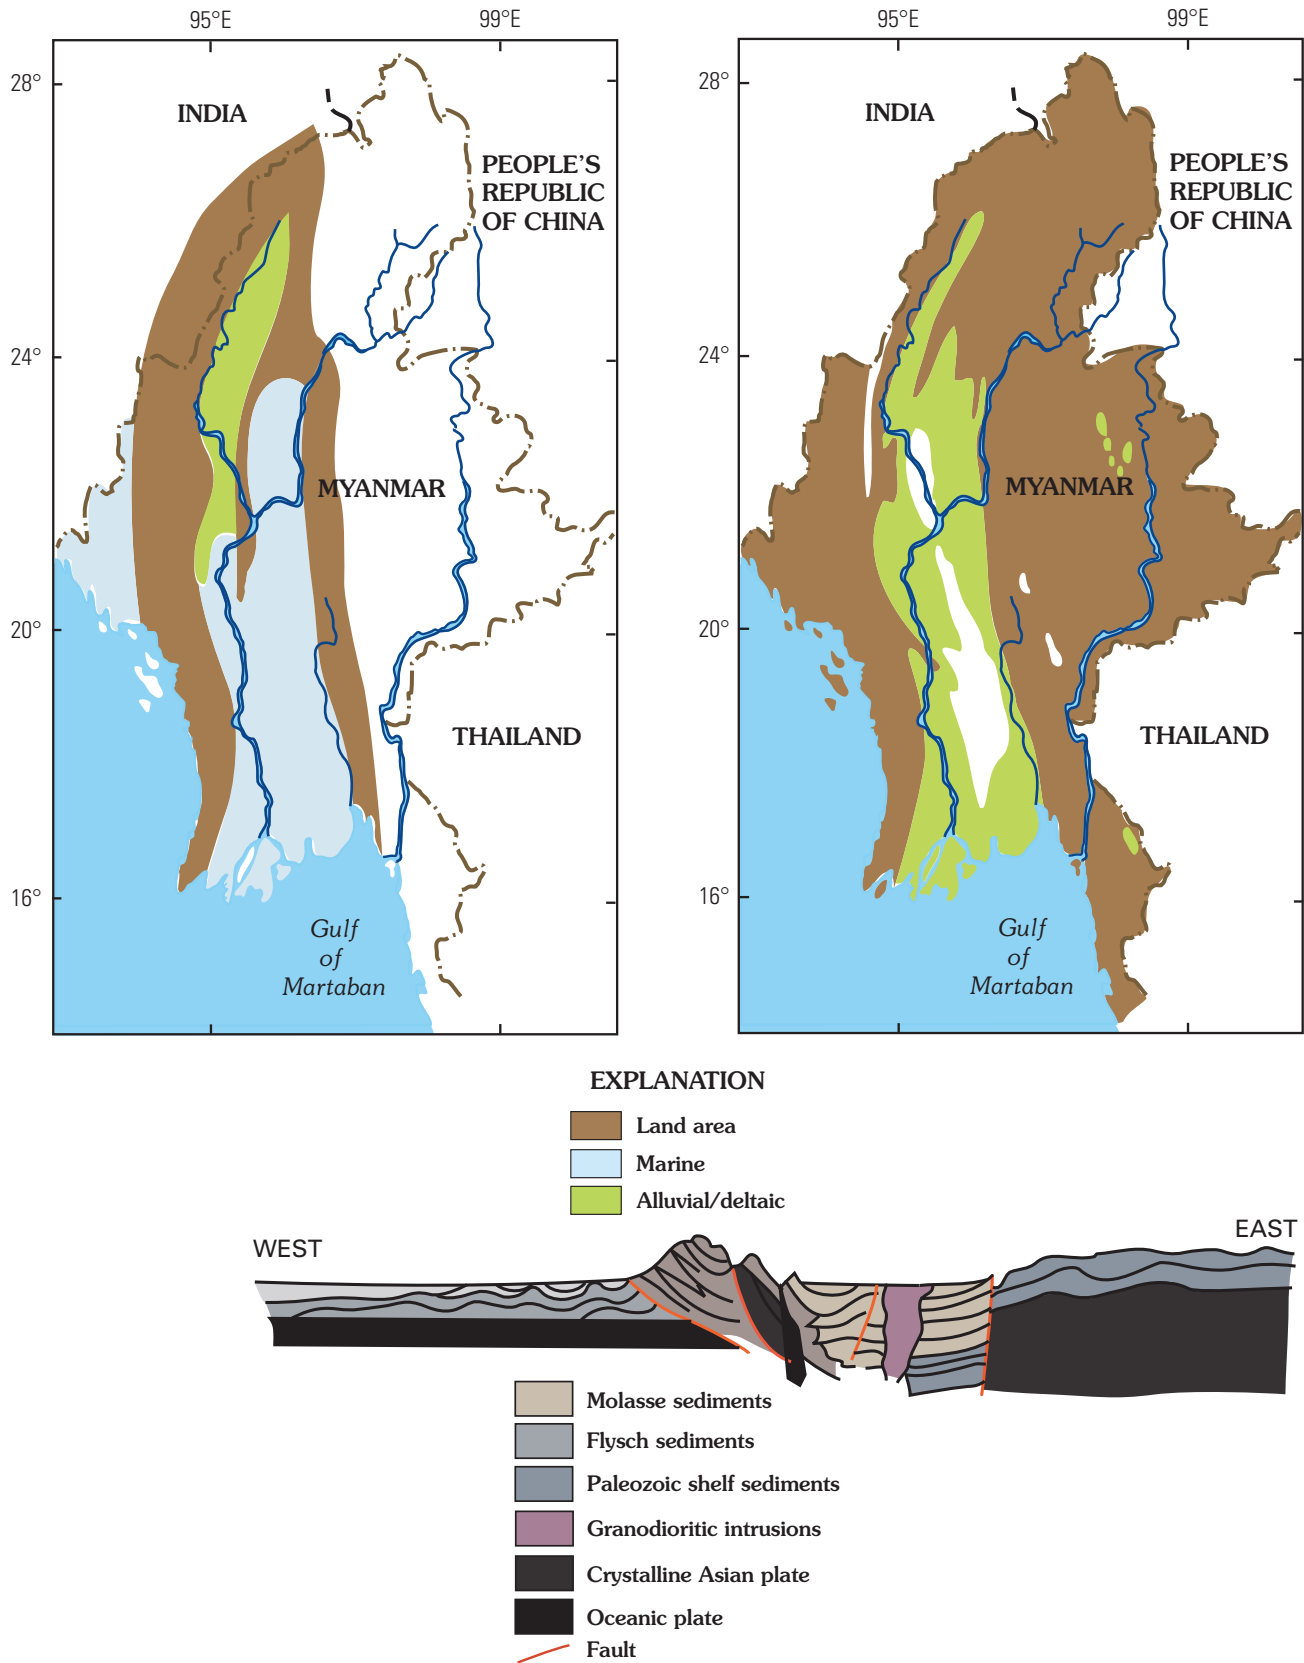 95°E
99°E
28°
INDIA
PEOPLE'S
REPUBLIC
OF CHINA
24°
MYANMAR
20°
THAILAND
16°
Gulf
of
Martaban
95°E
99°E
28°
INDIA
PEOPLE'S
REPUBLIC
OF CHINA
24°
MYANMAR
20°
THAILAND
16°
Gulf
of
Martaban
EXPLANATION
Land area
Marine
Alluvial/deltaic
WEST
EAST
Molasse sediments
Flysch sediments
Paleozoic shelf sediments
Granodioritic intrusions
Crystalline Asian plate
Oceanic plate
Fault